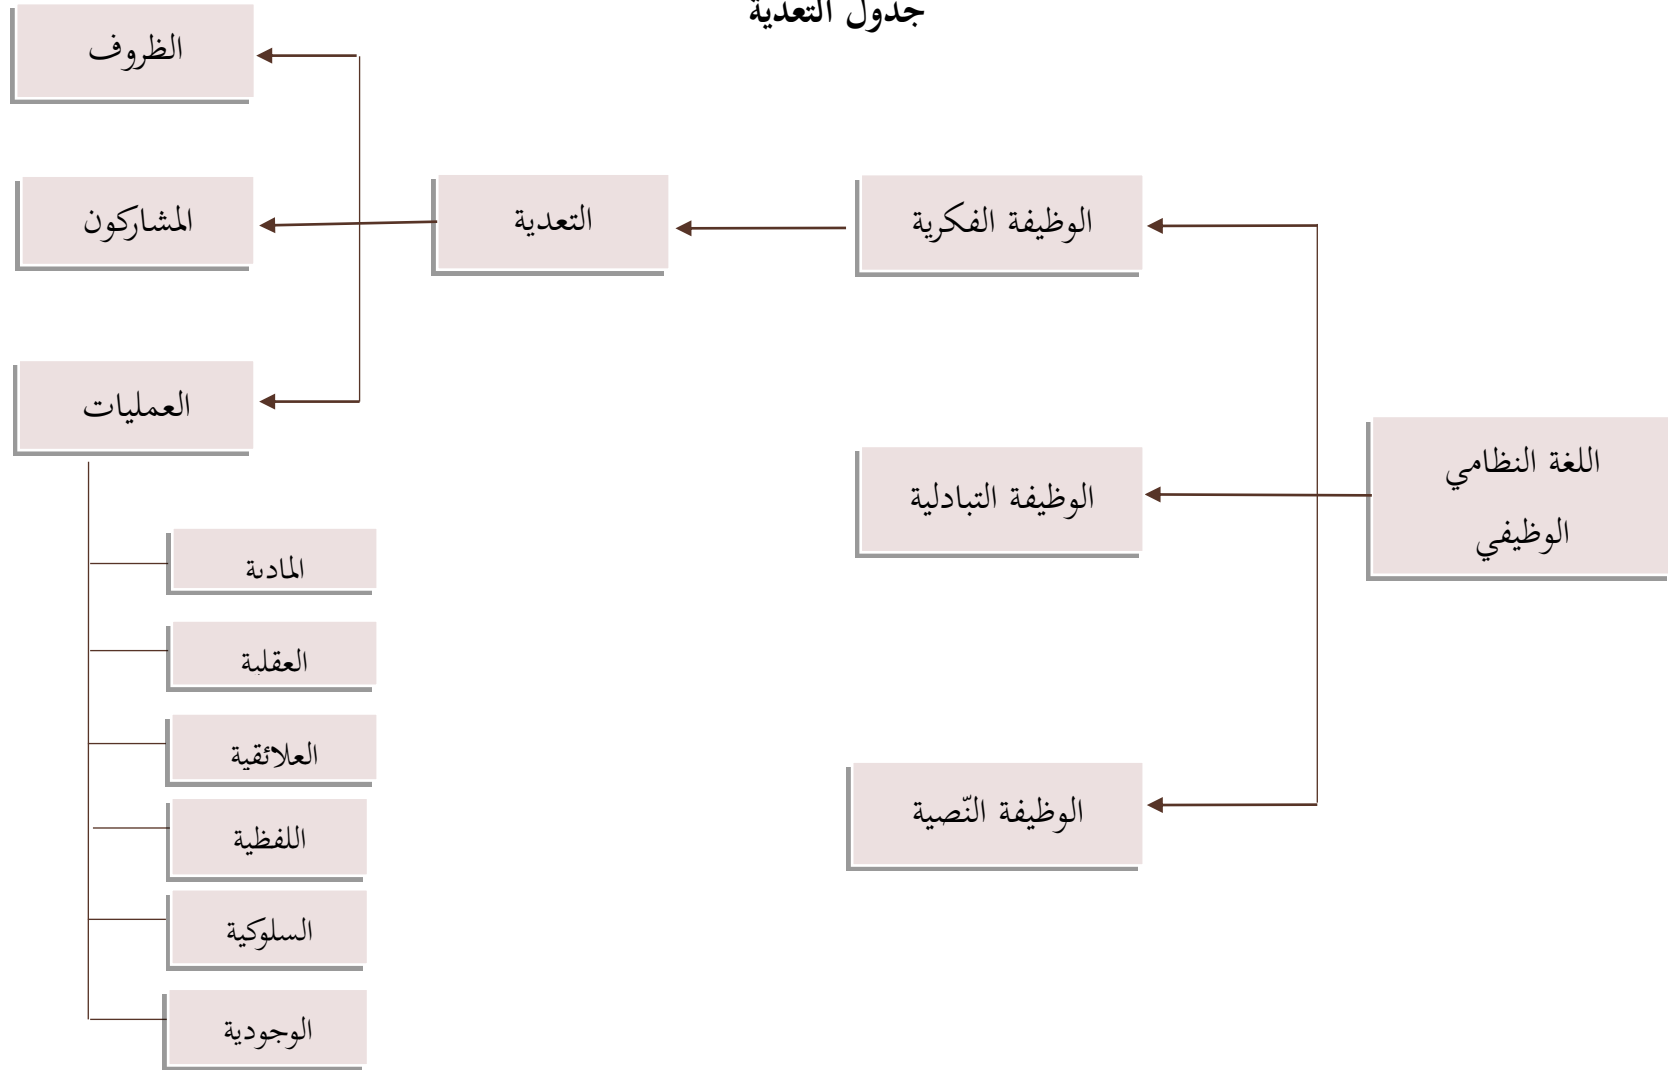 جدول التعدية
الظروف
المشاركون
التعدية
الوظيفة الفكرية
العمليات
اللغة النظامي
الوظيفي
الوظيفة التبادلية
المادية
العقلية
العلائقية
الوظيفة النّصية
اللفظية
السلوكية
الوجودية